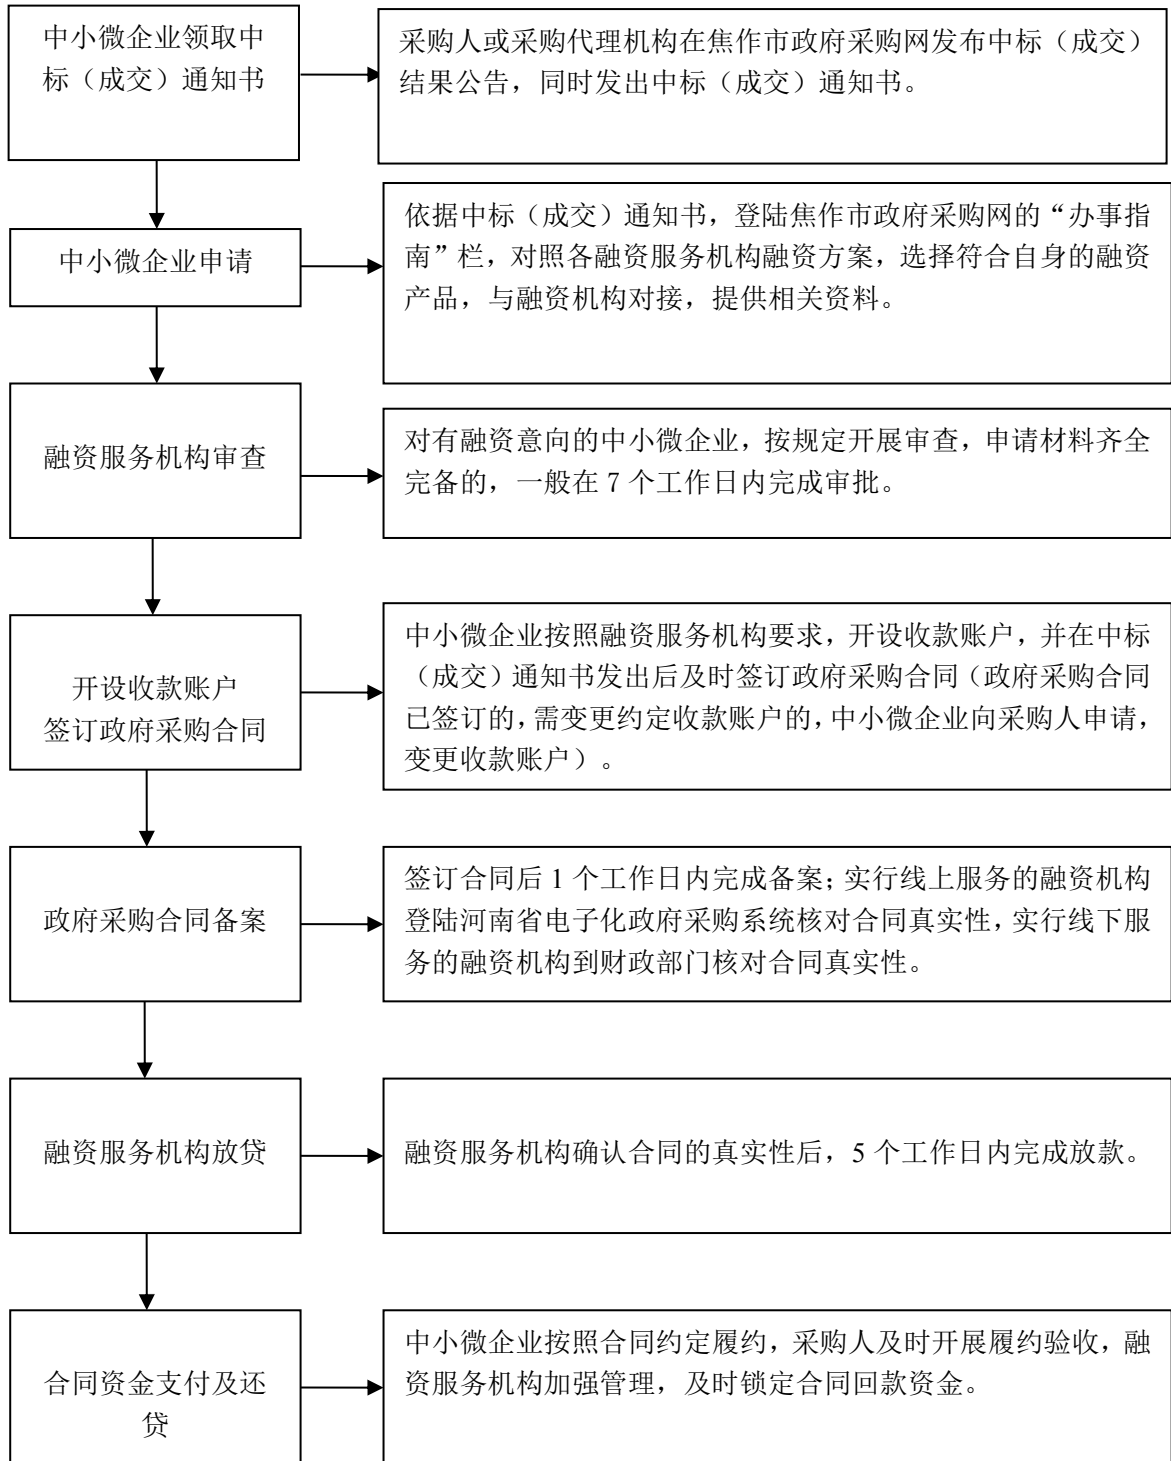 中小微企业领取中
标（成交）通知书
采购人或采购代理机构在焦作市政府采购网发布中标（成交）
结果公告，同时发出中标（成交）通知书。
中小微企业申请
依据中标（成交）通知书，登陆焦作市政府采购网的“办事指
南”栏，对照各融资服务机构融资方案，选择符合自身的融资
产品，与融资机构对接，提供相关资料。
融资服务机构审查
对有融资意向的中小微企业，按规定开展审查，申请材料齐全
完备的，一般在 7 个工作日内完成审批。
开设收款账户
签订政府采购合同
中小微企业按照融资服务机构要求，开设收款账户，并在中标
（成交）通知书发出后及时签订政府采购合同（政府采购合同
已签订的，需变更约定收款账户的，中小微企业向采购人申请，
变更收款账户）。
政府采购合同备案
签订合同后 1 个工作日内完成备案；实行线上服务的融资机构
登陆河南省电子化政府采购系统核对合同真实性，实行线下服
务的融资机构到财政部门核对合同真实性。
融资服务机构放贷
融资服务机构确认合同的真实性后，5 个工作日内完成放款。
合同资金支付及还
贷
中小微企业按照合同约定履约，采购人及时开展履约验收，融
资服务机构加强管理，及时锁定合同回款资金。